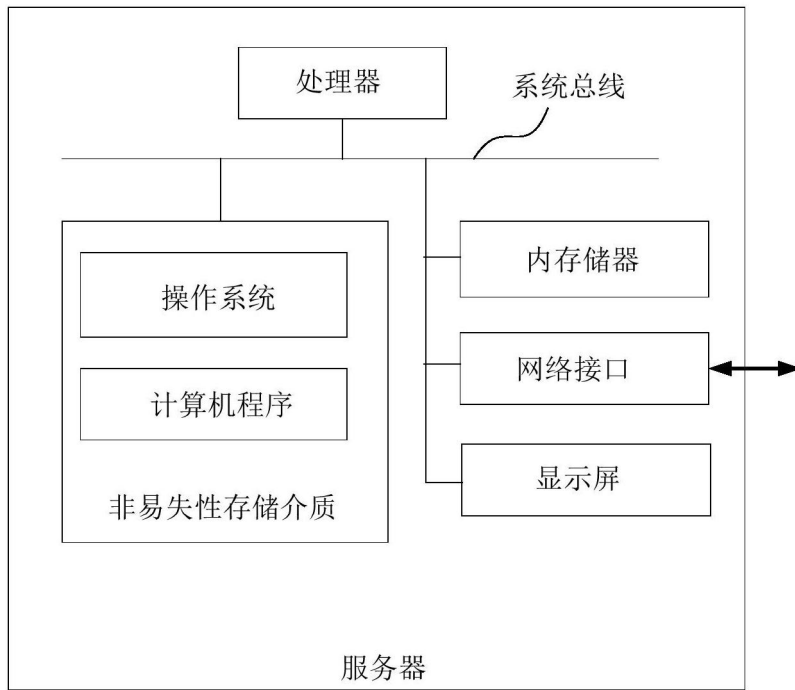 处理器
系统总线
操作系统
内存储器
网络接口
计算机程序
显示屏
非易失性存储介质
服务器